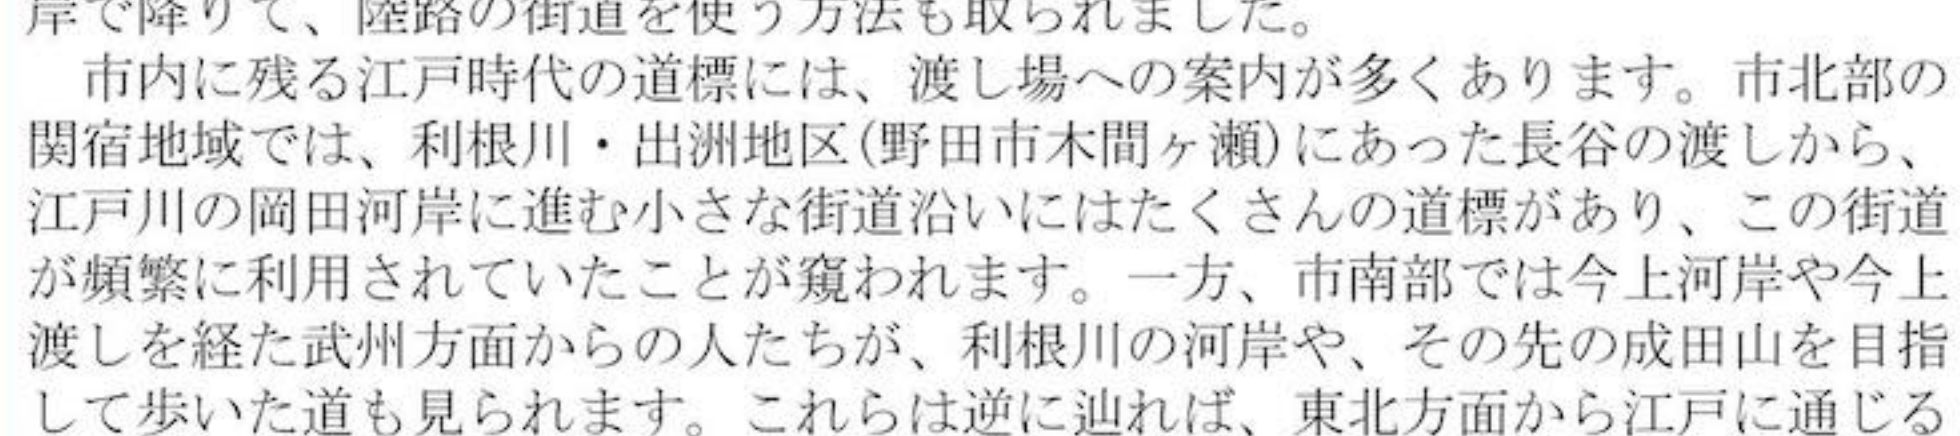 岸で降りて、陸路の街道を使う方法も取られました。
　市内に残る江戸時代の道標には、渡し場への案内が多くあります。市北部の
関宿地域では、利根川・出洲地区(野田市木間ヶ瀬)にあった長谷の渡しから、
江戸川の岡田河岸に進む小さな街道沿いにはたくさんの道標があり、この街道
が頻繁に利用されていたことが窺われます。一方、市南部では今上河岸や今上
渡しを経た武州方面からの人たちが、利根川の河岸や、その先の成田山を目指
して歩いた道も見られます。これらは逆に辿れば、東北方面から江戸に通じる